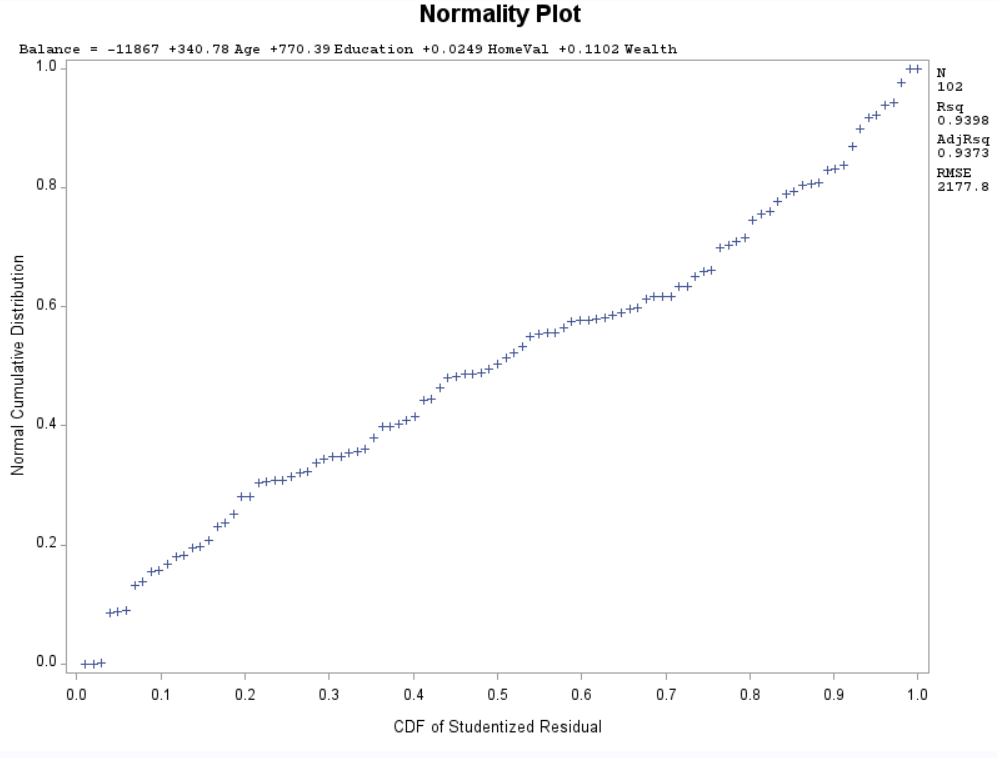 Normality Plot
Balance = -11867 +340.78 Age +770.39 Education +0.0249 HomeVal +0.1102 Wealth
1.0
0.8
0.6
0.4
0.2
0.0
Normal Cumulative Distribution
0.0 0.1 0.2 0.3 0.4 0.5 0.6 0.7 0.8 0.9 1.0
CDF of Studentized Residual
N
102
Rsq
0.9398
AdjRsq
0.9373
RMSE
2177.8